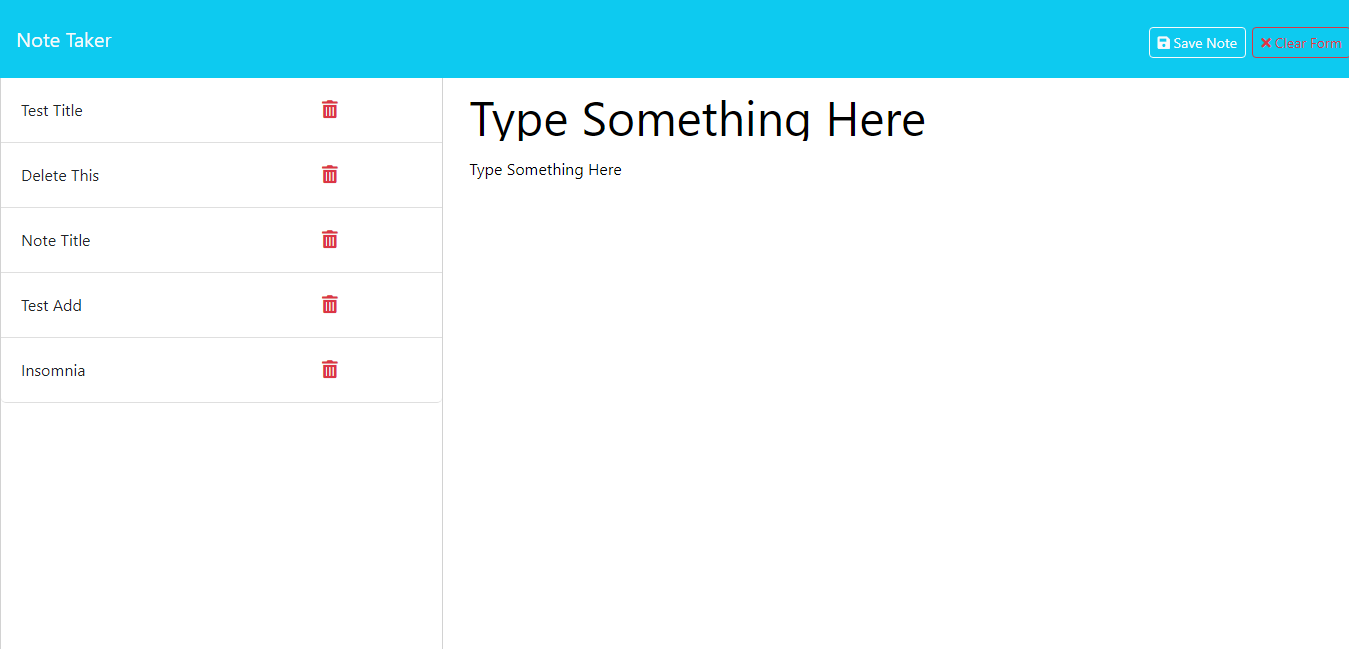 Note Taker
Save Note
Clear Form
Test Title
Delete This
Note Title
Test Add
Insomnia
Type Something Here
Type Something Here